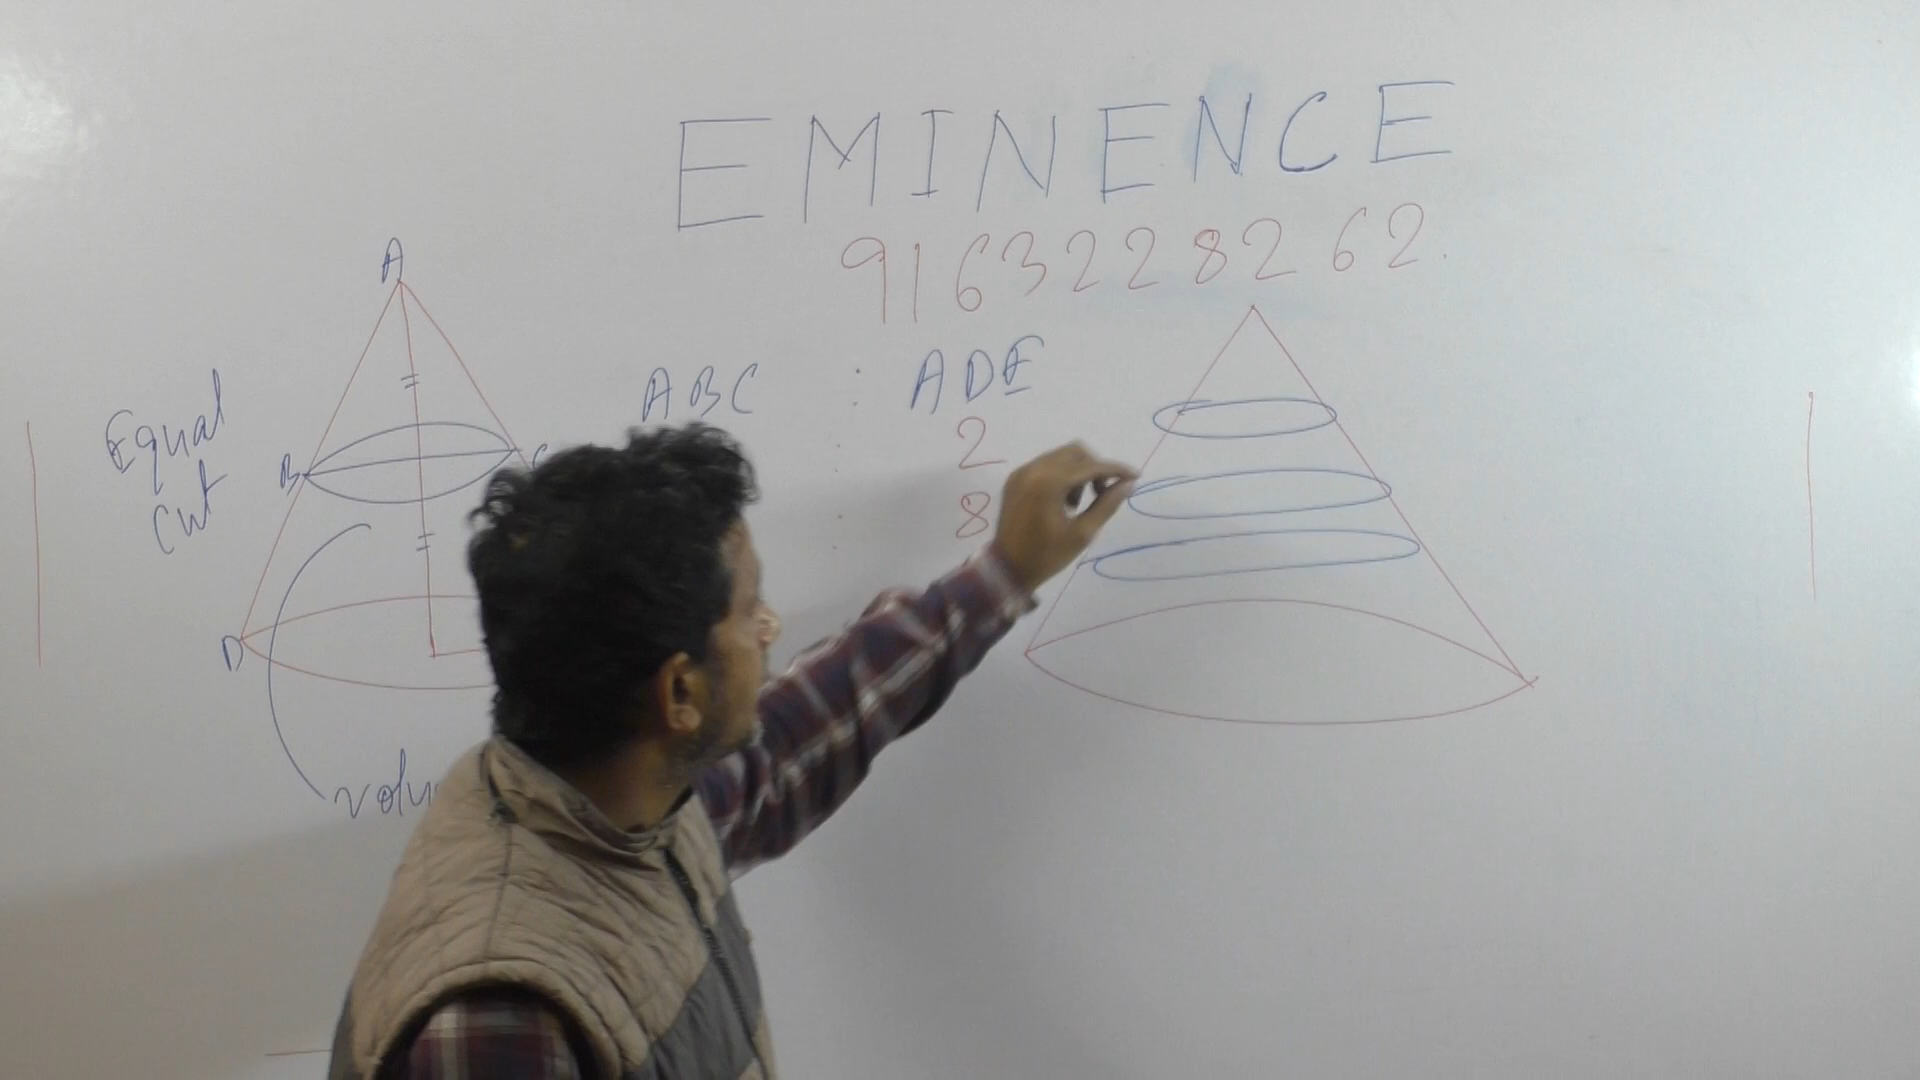 EMINENCE
9163228262.
A
Equal
cut
B
C
D
ABC : ADE
: 2
: 8